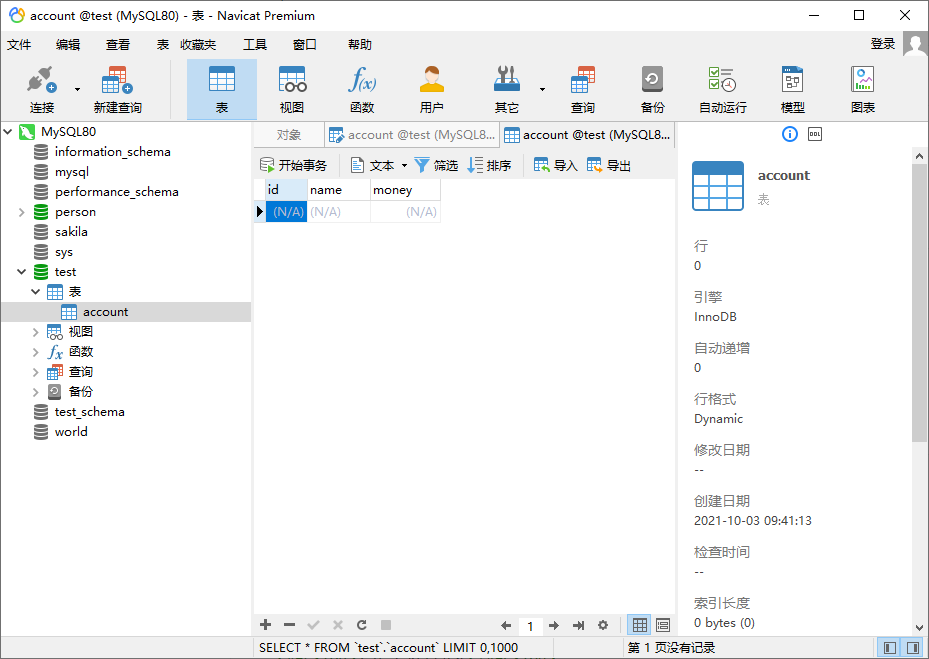 account @test (MySQL80) - 表 - Navicat Premium
文件 编辑 查看 表 收藏夹 工具 窗口 帮助 登录
连接 新建查询 表 视图 函数 用户 其它 查询 备份 自动运行 模型 图表
MySQL80
information_schema
mysql
performance_schema
person
sakila
sys
test
表
account
视图
函数
查询
备份
test_schema
world
对象 account @test (MySQL8... account @test (MySQL8...
开始事务 文本 筛选 排序 导入 导出
id name money
(N/A) (N/A) (N/A)
1
SELECT * FROM `test`.`account` LIMIT 0,1000 第 1 页没有记录
DDL
account
表
行
0
引擎
InnoDB
自动递增
0
行格式
Dynamic
修改日期
--
创建日期
2021-10-03 09:41:13
检查时间
--
索引长度
0 bytes (0)